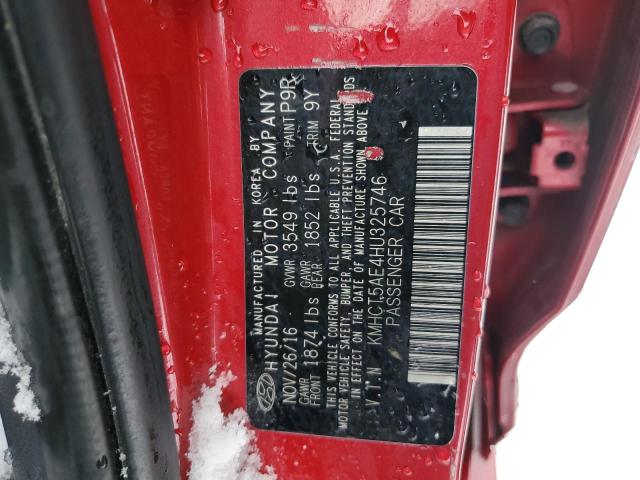 MANUFACTURED IN KOREA BY
HYUNDAI MOTOR COMPANY
NOV/26/16 GVWR 3549 lbs PAINT P9R
GAWR FRONT 1874 lbs GAWR REAR 1852 lbs TRIM 9Y
THIS VEHICLE CONFORMS TO ALL APPLICABLE U.S.A. FEDERAL
MOTOR VEHICLE SAFETY, BUMPER, AND THEFT PREVENTION STANDARDS
IN EFFECT ON THE DATE OF MANUFACTURE SHOWN ABOVE
V.I.N KMHCT5AE4HU325746
PASSENGER CAR